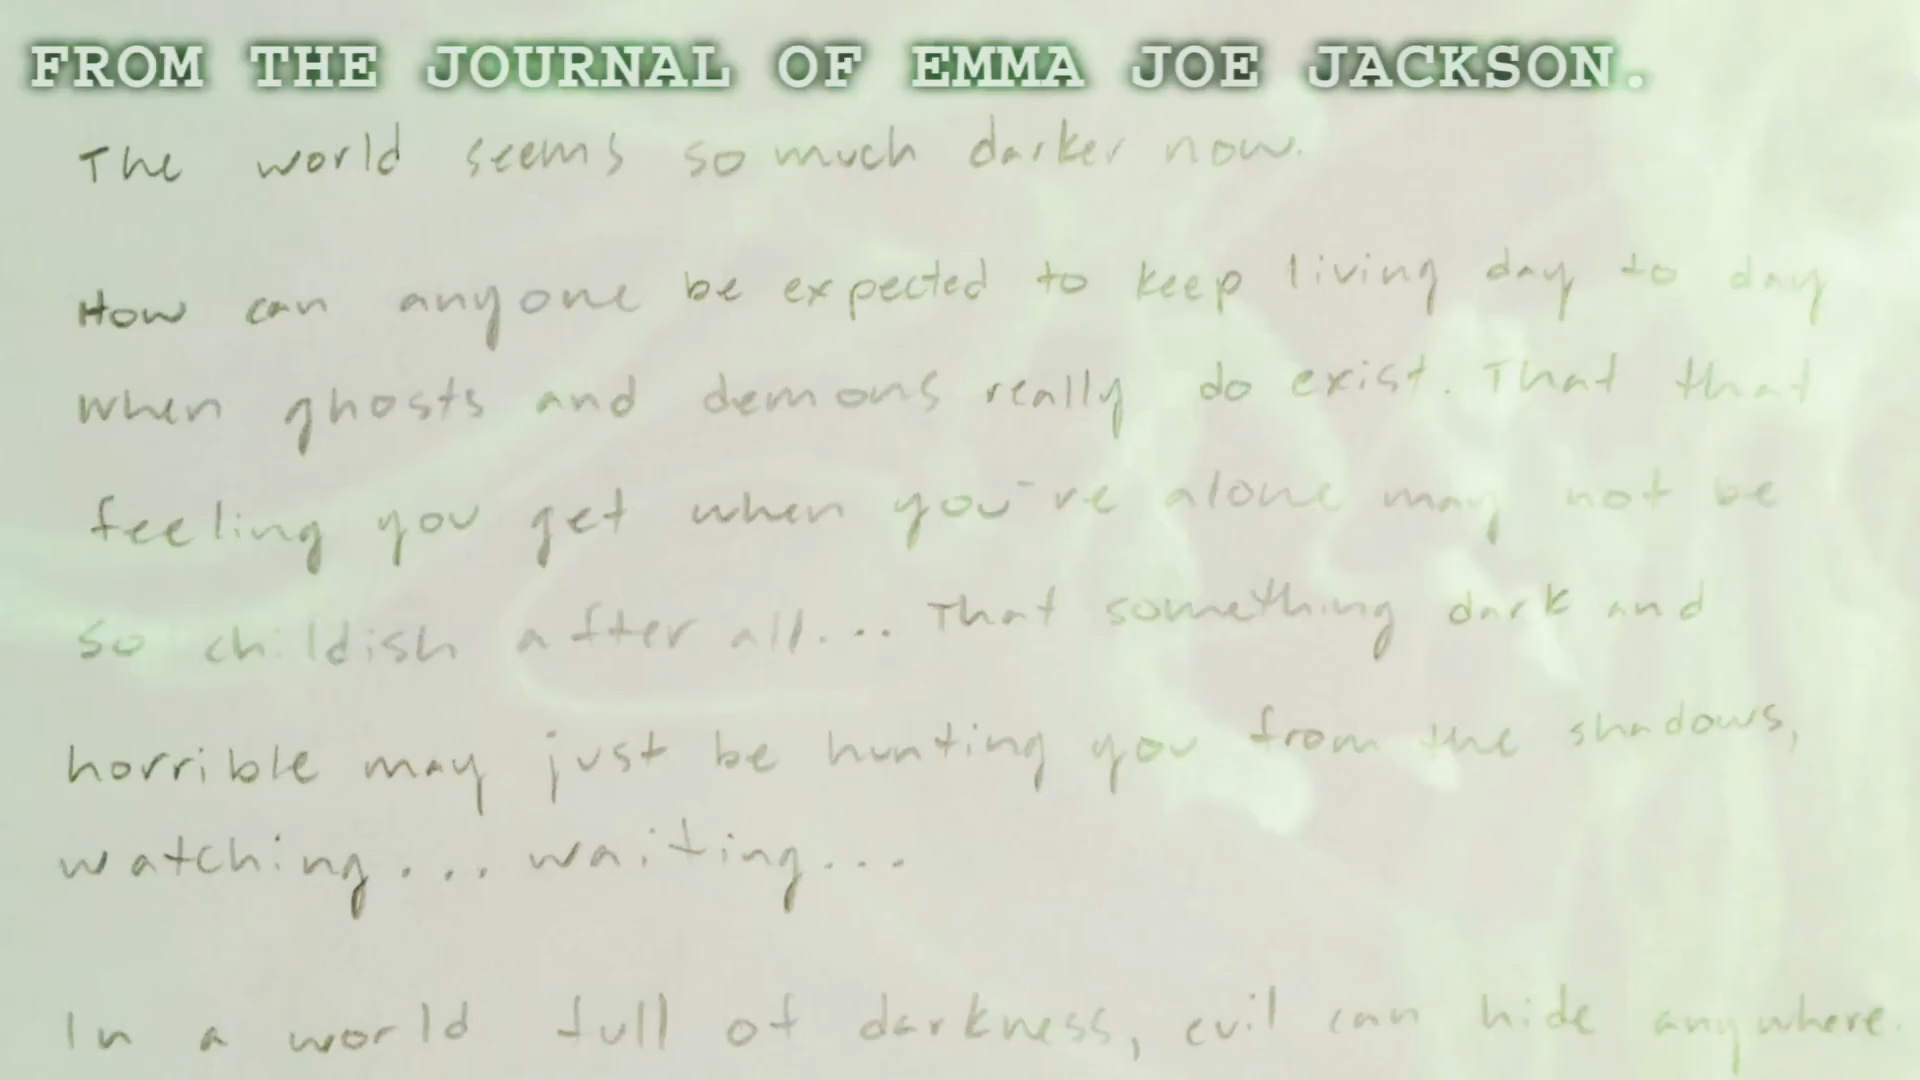 FROM THE JOURNAL OF EMMA JOE JACKSON.
The world seems so much darker now.
How can anyone be expected to keep living day to day
when ghosts and demons really do exist. That that
feeling you get when you've alone may not be
so childish after all... That something dark and
horrible may just be hunting you from the shadows,
watching... waiting...
In a world full of darkness, evil can hide anywhere.